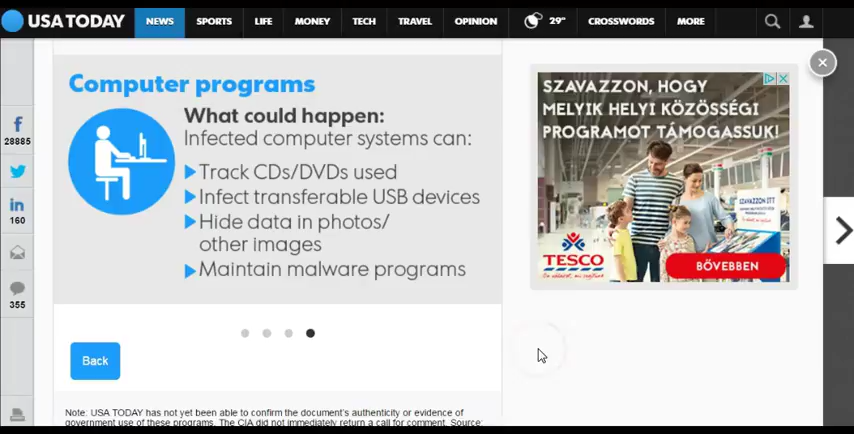 USA TODAY NEWS SPORTS LIFE MONEY TECH TRAVEL OPINION 29° CROSSWORDS MORE
f
28885
in
160
355
Computer programs
What could happen:
Infected computer systems can:
Track CDs/DVDs used
Infect transferable USB devices
Hide data in photos/
other images
Maintain malware programs
Back
Note: USA TODAY has not yet been able to confirm the document's authenticity or evidence of
government use of these programs. The CIA did not immediately return a call for comment. Source:
SZAVAZZON, HOGY
MELYIK HELYI KÖZÖSSÉGI
PROGRAMOT TÁMOGASSUK!
SZAVAZZON ITT
TESCO
BŐVEBBEN